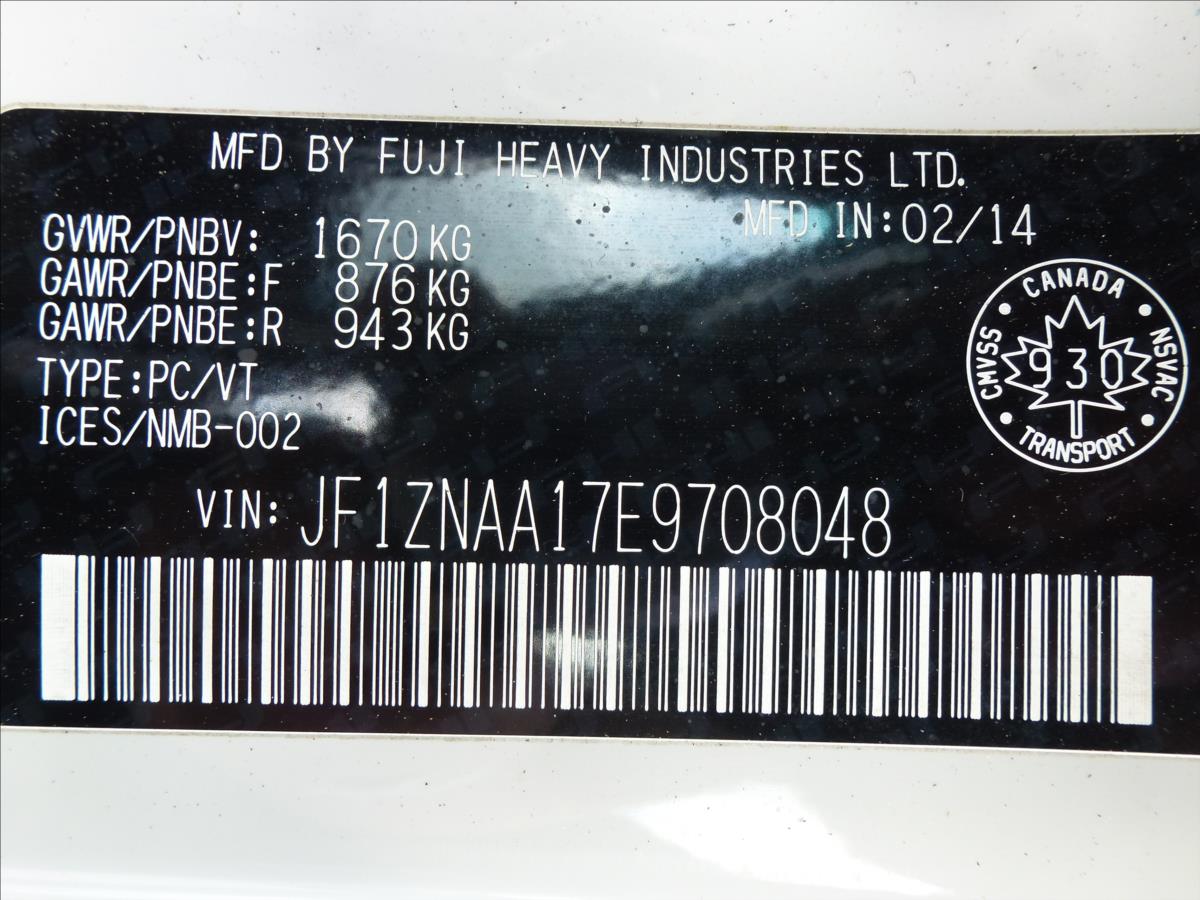 MFD BY FUJI HEAVY INDUSTRIES LTD.
MFD IN:02/14
GVWR/PNBV: 1670 KG
GAWR/PNBE:F 876 KG
GAWR/PNBE:R 943 KG
TYPE:PC/VT
ICES/NMB-002
CANADA
CMVSS
930
NSVAC
TRANSPORT
VIN: JF1ZNAA17E9708048